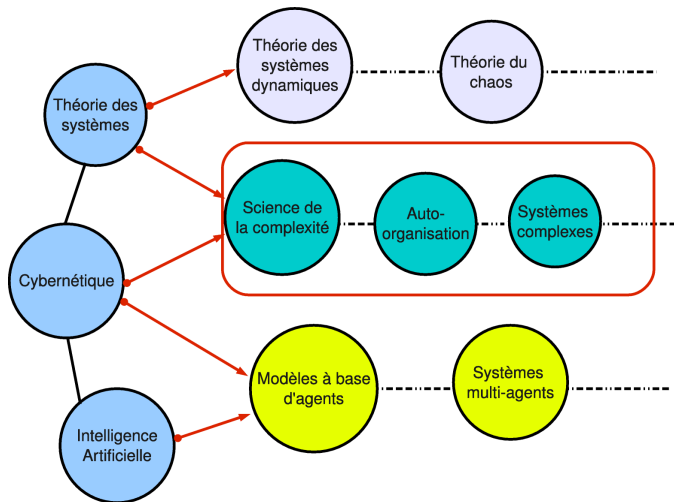 Théorie des
systèmes
dynamiques
Théorie du
chaos
Théorie des
systèmes
Science de
la complexité
Auto-
organisation
Systèmes
complexes
Cybernétique
Modèles à base
d'agents
Systèmes
multi-agents
Intelligence
Artificielle